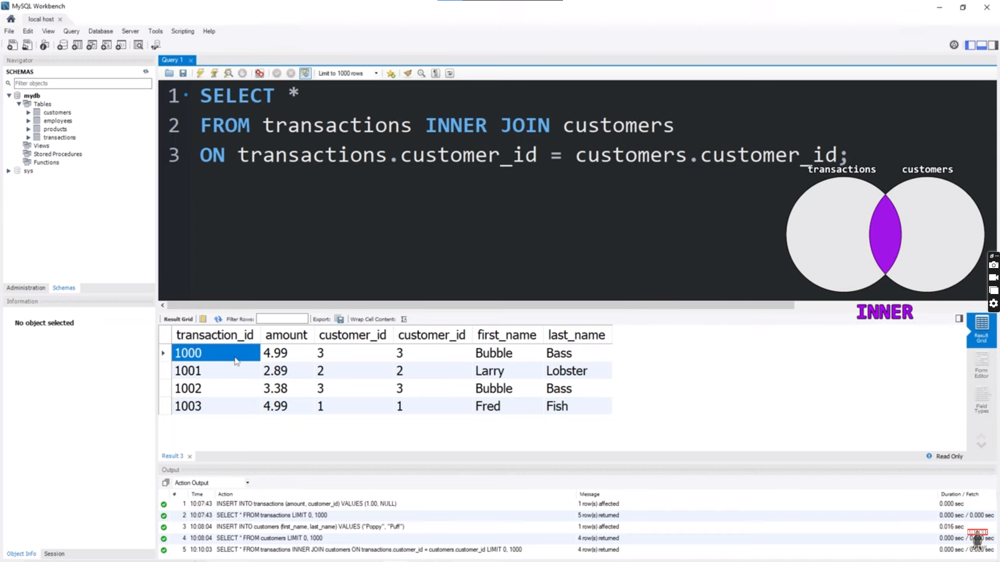 MySQL Workbench
local host
File Edit View Query Database Server Tools Scripting Help
Navigator
SCHEMAS
Filter objects
mydb
Tables
customers
employees
products
transactions
Views
Stored Procedures
Functions
sys
Administration Schemas
Information
No object selected
Object Info Session
Query 1
Limit to 1000 rows
1 SELECT *
2 FROM transactions INNER JOIN customers
3 ON transactions.customer_id = customers.customer_id;
transactions customers
INNER
Result Grid Filter Rows: Export: Wrap Cell Content:
transaction_id amount customer_id customer_id first_name last_name
1000 4.99 3 3 Bubble Bass
1001 2.89 2 2 Larry Lobster
1002 3.38 3 3 Bubble Bass
1003 4.99 1 1 Fred Fish
Result Grid
Form Editor
Field Types
Result 3
Read Only
Output
Action Output
# Time Action Message Duration / Fetch
1 10:07:43 INSERT INTO transactions (amount, customer_id) VALUES (1.00, NULL) 1 row(s) affected 0.000 sec
2 10:07:43 SELECT * FROM transactions LIMIT 0, 1000 5 row(s) returned 0.000 sec / 0.000 sec
3 10:08:04 INSERT INTO customers (first_name, last_name) VALUES ("Poppy", "Puff") 1 row(s) affected 0.016 sec
4 10:08:04 SELECT * FROM customers LIMIT 0, 1000 4 row(s) returned 0.000 sec / 0.000 sec
5 10:10:03 SELECT * FROM transactions INNER JOIN customers ON transactions.customer_id = customers.customer_id LIMIT 0, 1000 4 row(s) returned 0.000 sec / 0.000 sec
SUBSCRIBE